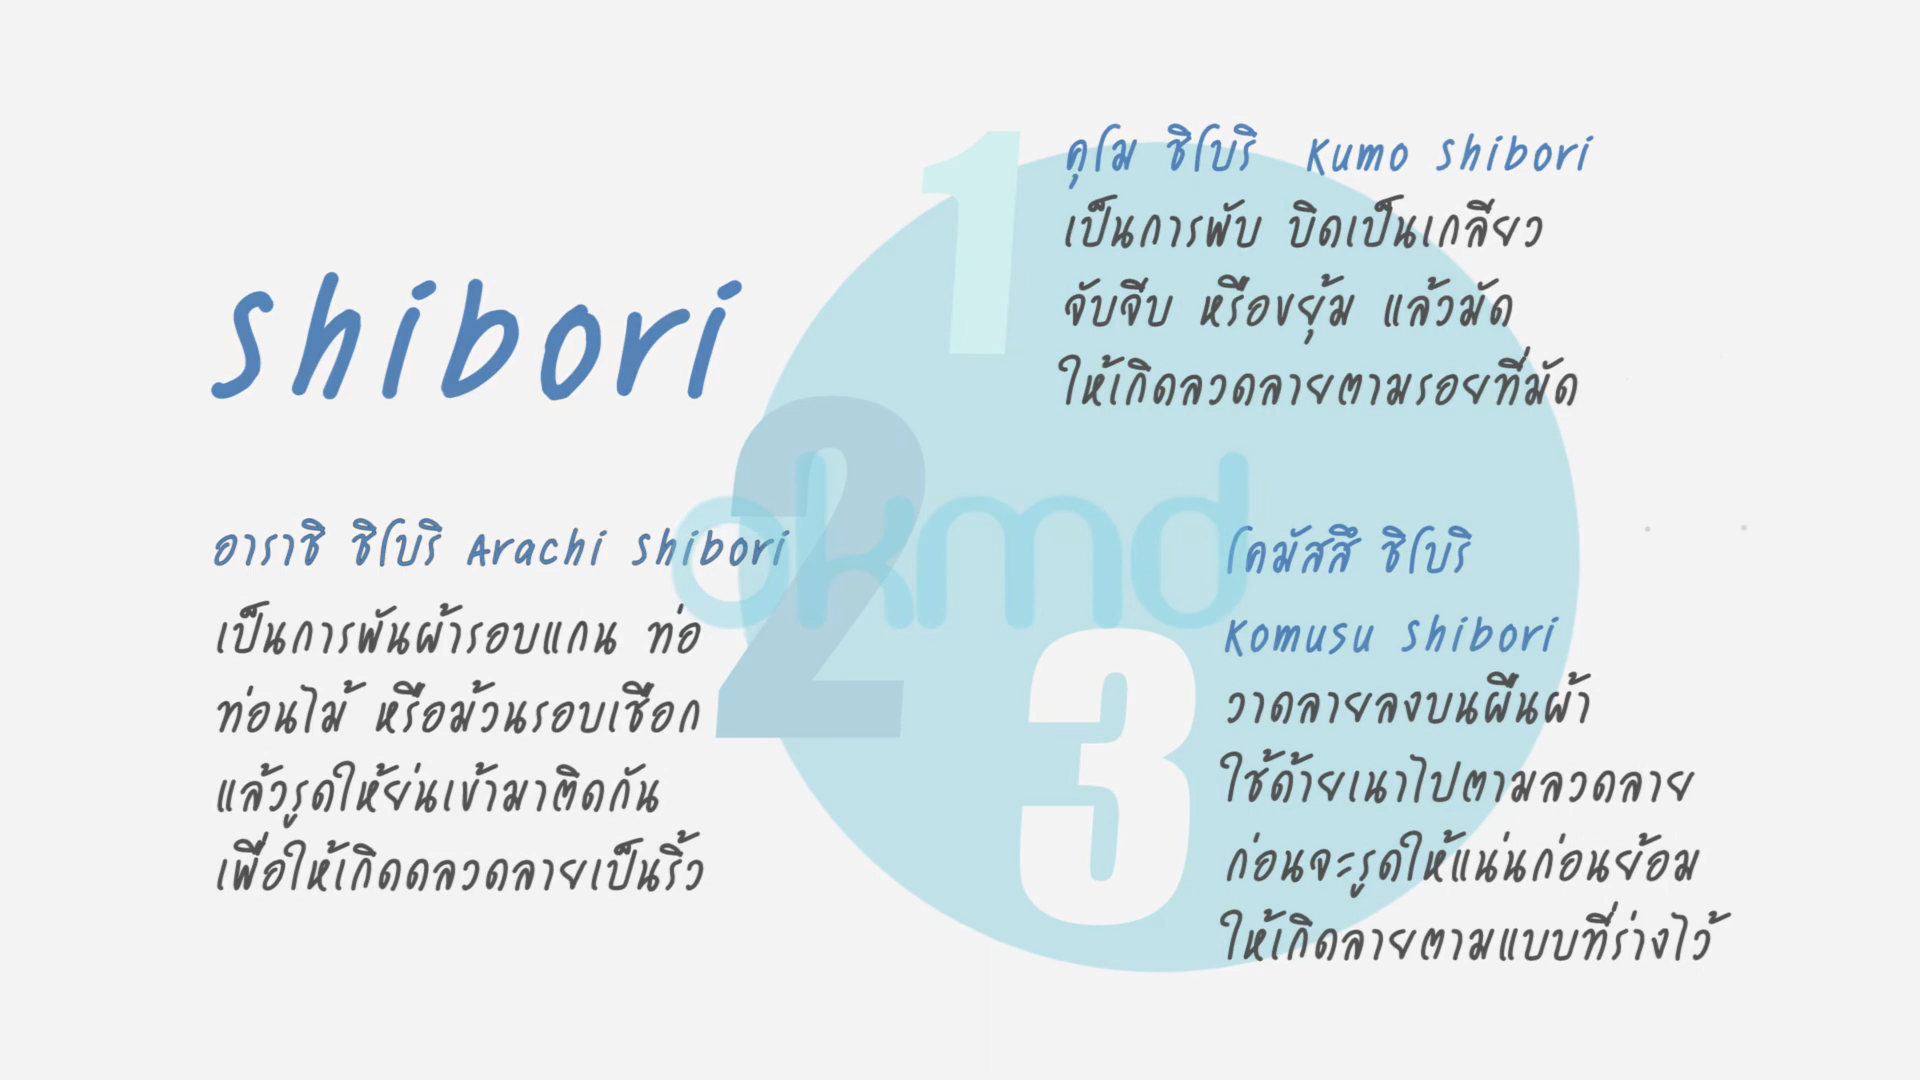 Shibori
1
คุโม ชิโบริ Kumo Shibori
เป็นการพับ บิดเป็นเกลียว
จับจีบ หรือขยุ้ม แล้วมัด
ให้เกิดลวดลายตามรอยที่มัด
2
อาราชิ ชิโบริ Arachi Shibori
เป็นการพันผ้ารอบแกน ท่อ
ท่อนไม้ หรือม้วนรอบเชือก
แล้วรูดให้ย่นเข้ามาติดกัน
เพื่อให้เกิดดลวดลายเป็นริ้ว
okmd
3
โคมัสสึ ชิโบริ
Komusu Shibori
วาดลายลงบนผืนผ้า
ใช้ด้ายเนาไปตามลวดลาย
ก่อนจะรูดให้แน่นก่อนย้อม
ให้เกิดลายตามแบบที่ร่างไว้